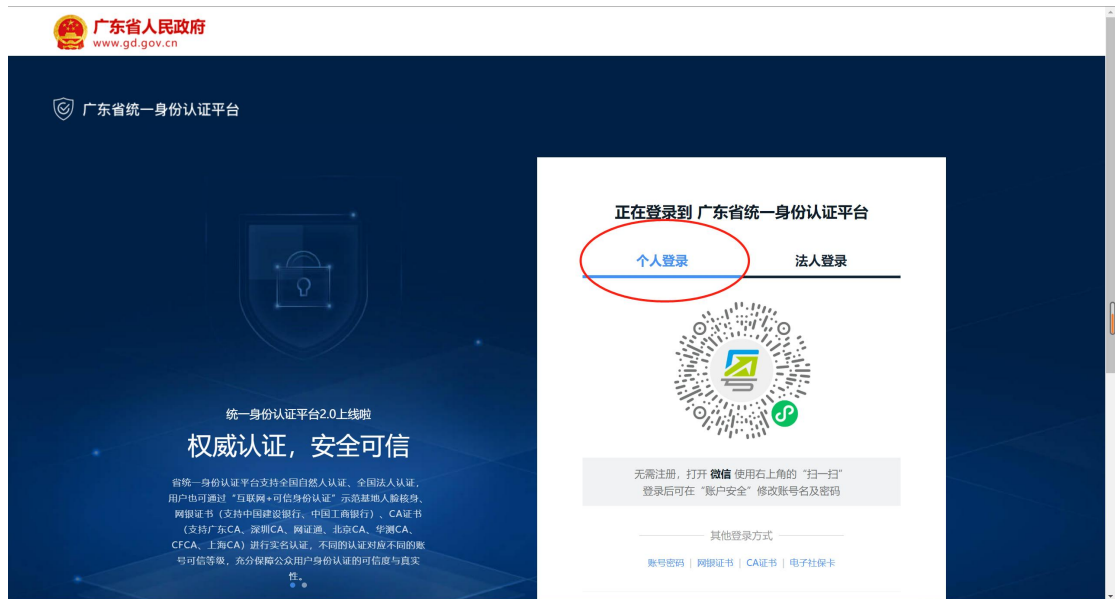 广东省人民政府
www.gd.gov.cn
广东省统一身份认证平台
统一身份认证平台2.0上线啦
权威认证，安全可信
省统一身份认证平台支持全国自然人认证、全国法人认证，
用户也可通过“互联网+可信身份认证”示范基地人脸核身、
网银证书（支持中国建设银行、中国工商银行）、CA证书
（支持广东CA、深圳CA、网证通、北京CA、华测CA、
CFCA、上海CA）进行实名认证，不同的认证对应不同的账
号可信等级，充分保障公众用户身份认证的可信度与真实
性。
正在登录到 广东省统一身份认证平台
个人登录 法人登录
无需注册，打开 微信 使用右上角的“扫一扫”
登录后可在“账户安全”修改账号名及密码
其他登录方式
账号密码 | 网银证书 | CA证书 | 电子社保卡